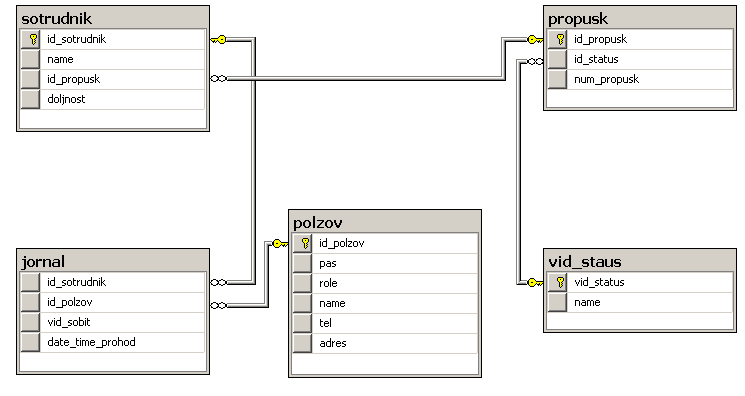 sotrudnik
id_sotrudnik
name
id_propusk
doljnost
propusk
id_propusk
id_status
num_propusk
jornal
id_sotrudnik
id_polzov
vid_sobit
date_time_prohod
polzov
id_polzov
pas
role
name
tel
adres
vid_staus
vid_status
name